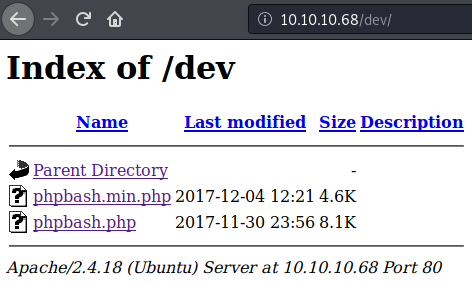 10.10.10.68/dev/
Index of /dev
Name Last modified Size Description
Parent Directory -
phpbash.min.php 2017-12-04 12:21 4.6K
phpbash.php 2017-11-30 23:56 8.1K
Apache/2.4.18 (Ubuntu) Server at 10.10.10.68 Port 80